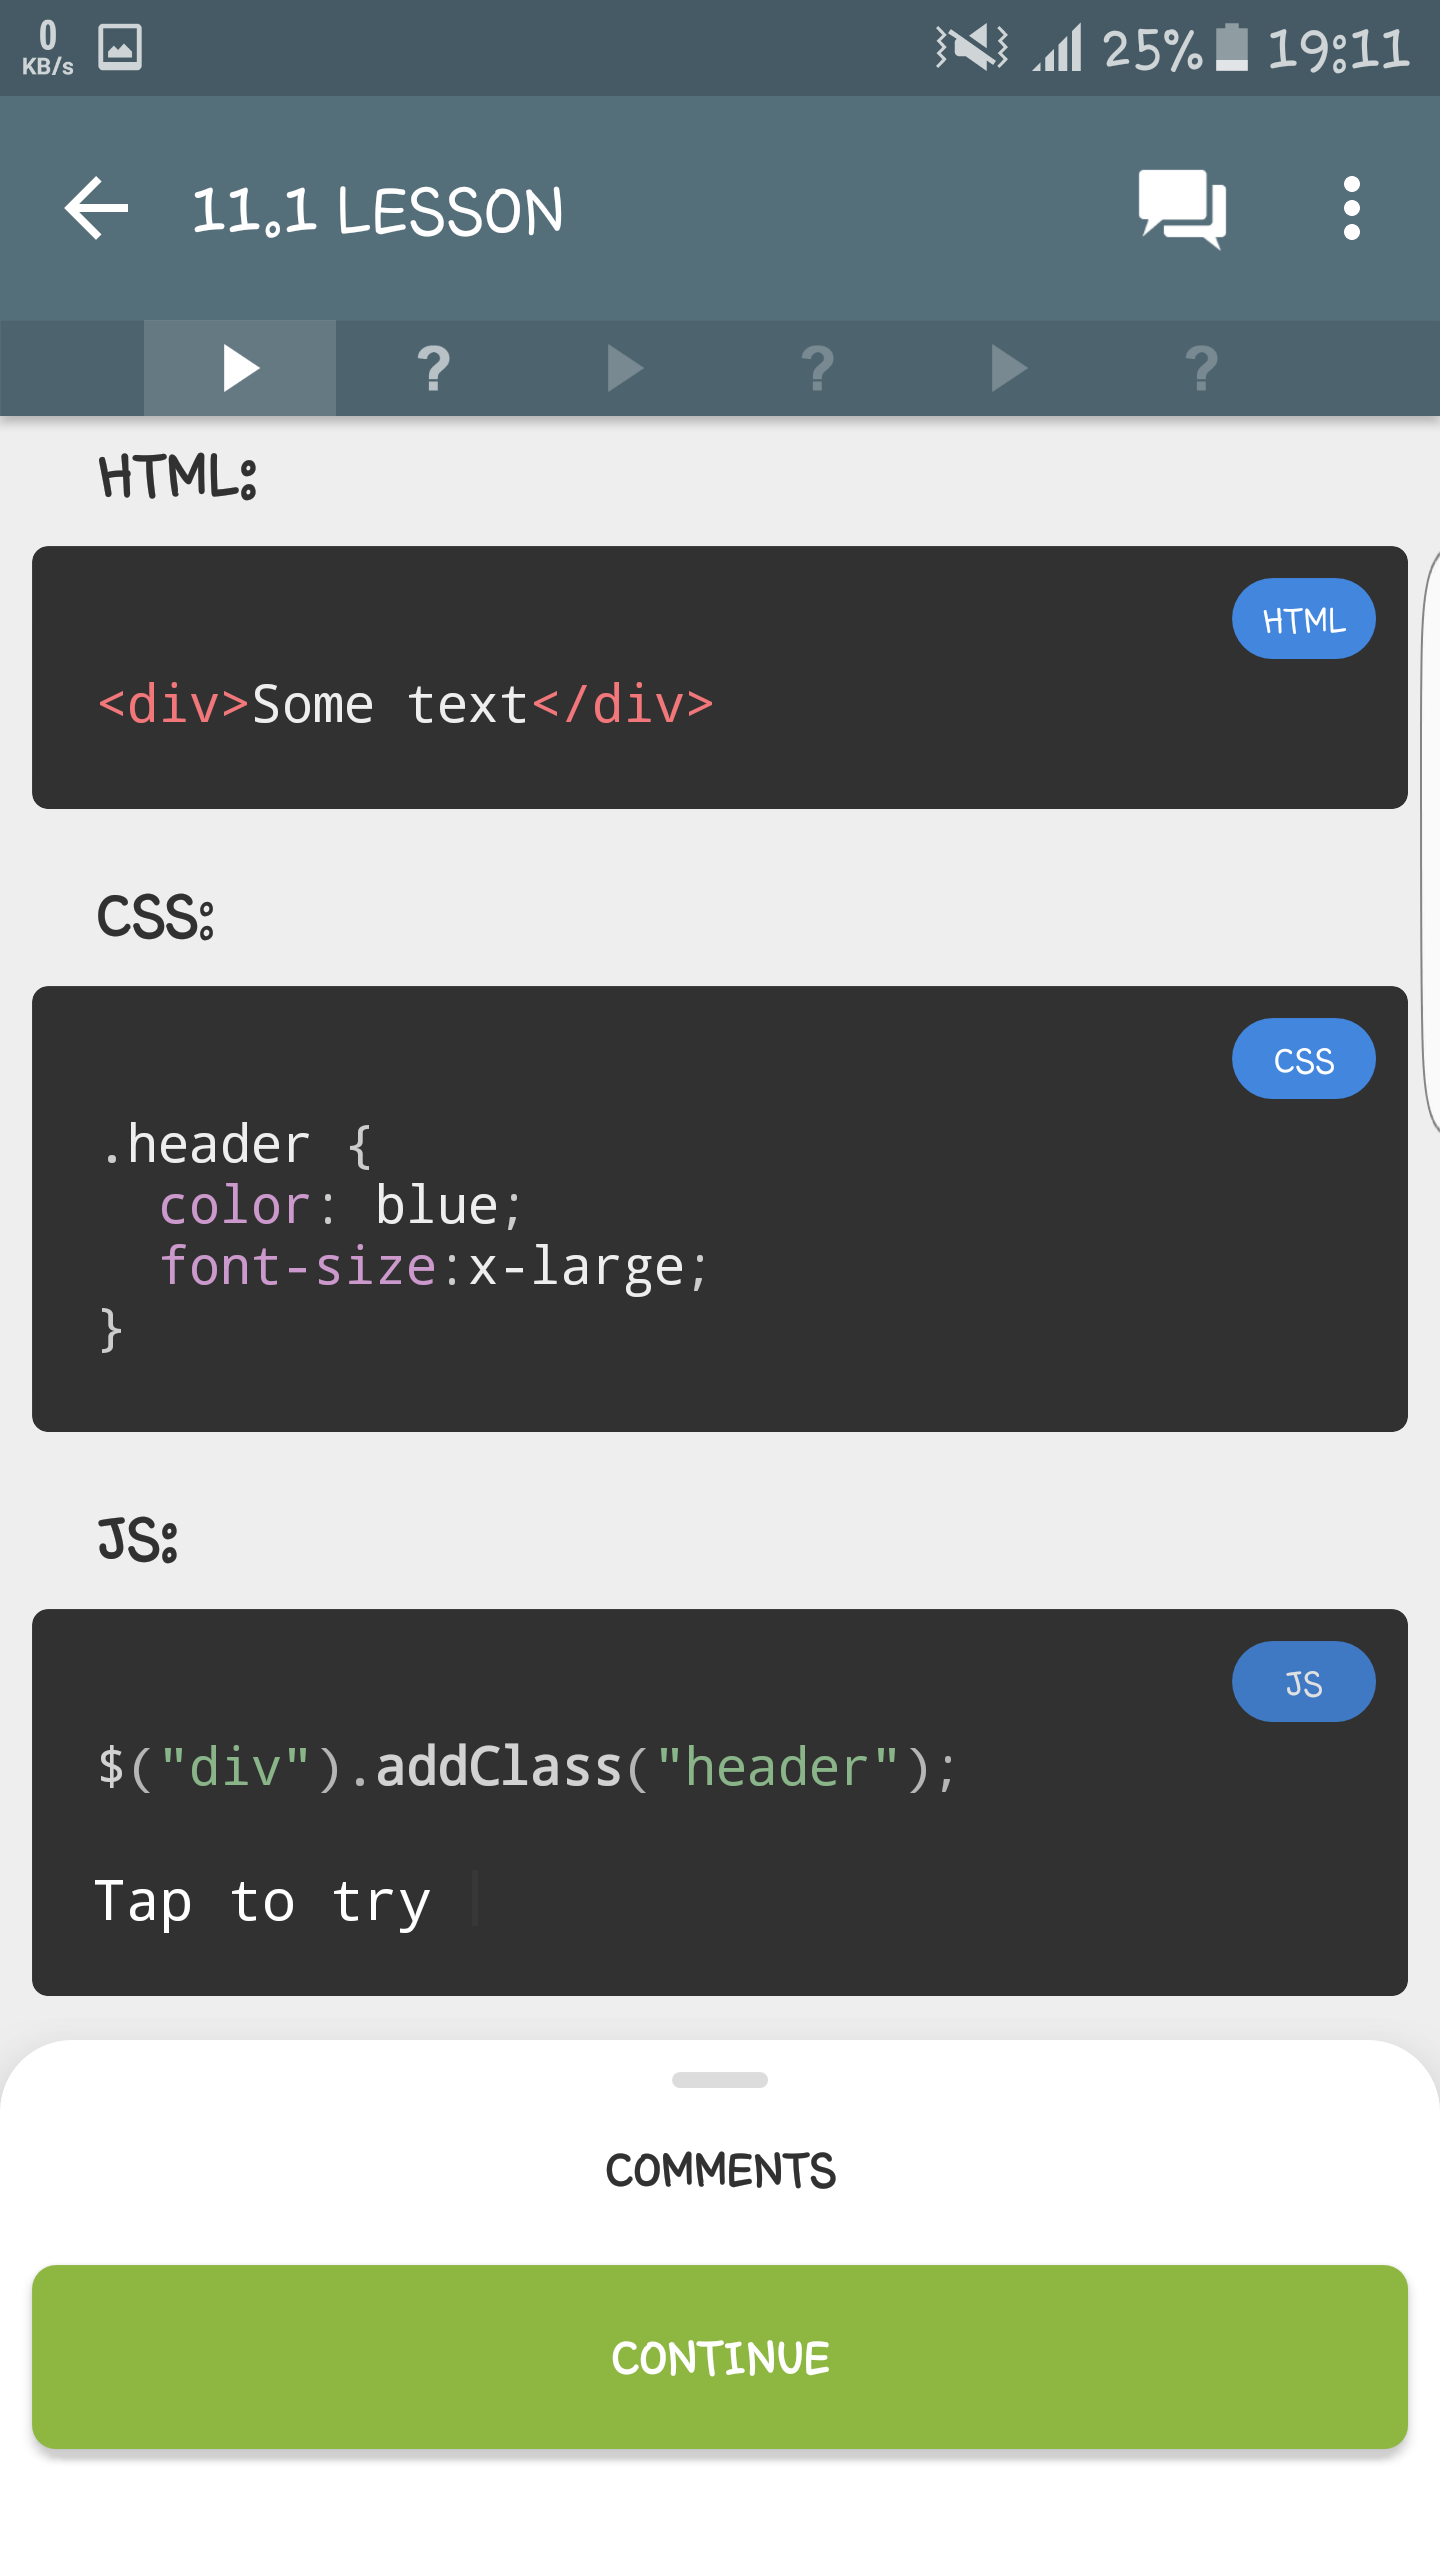 0
KB/s
25% 19:11
11.1 LESSON
? ? ?
HTML:
HTML
<div>Some text</div>
CSS:
CSS
.header {
  color: blue;
  font-size:x-large;
}
JS:
JS
$("div").addClass("header");
Tap to try
COMMENTS
CONTINUE